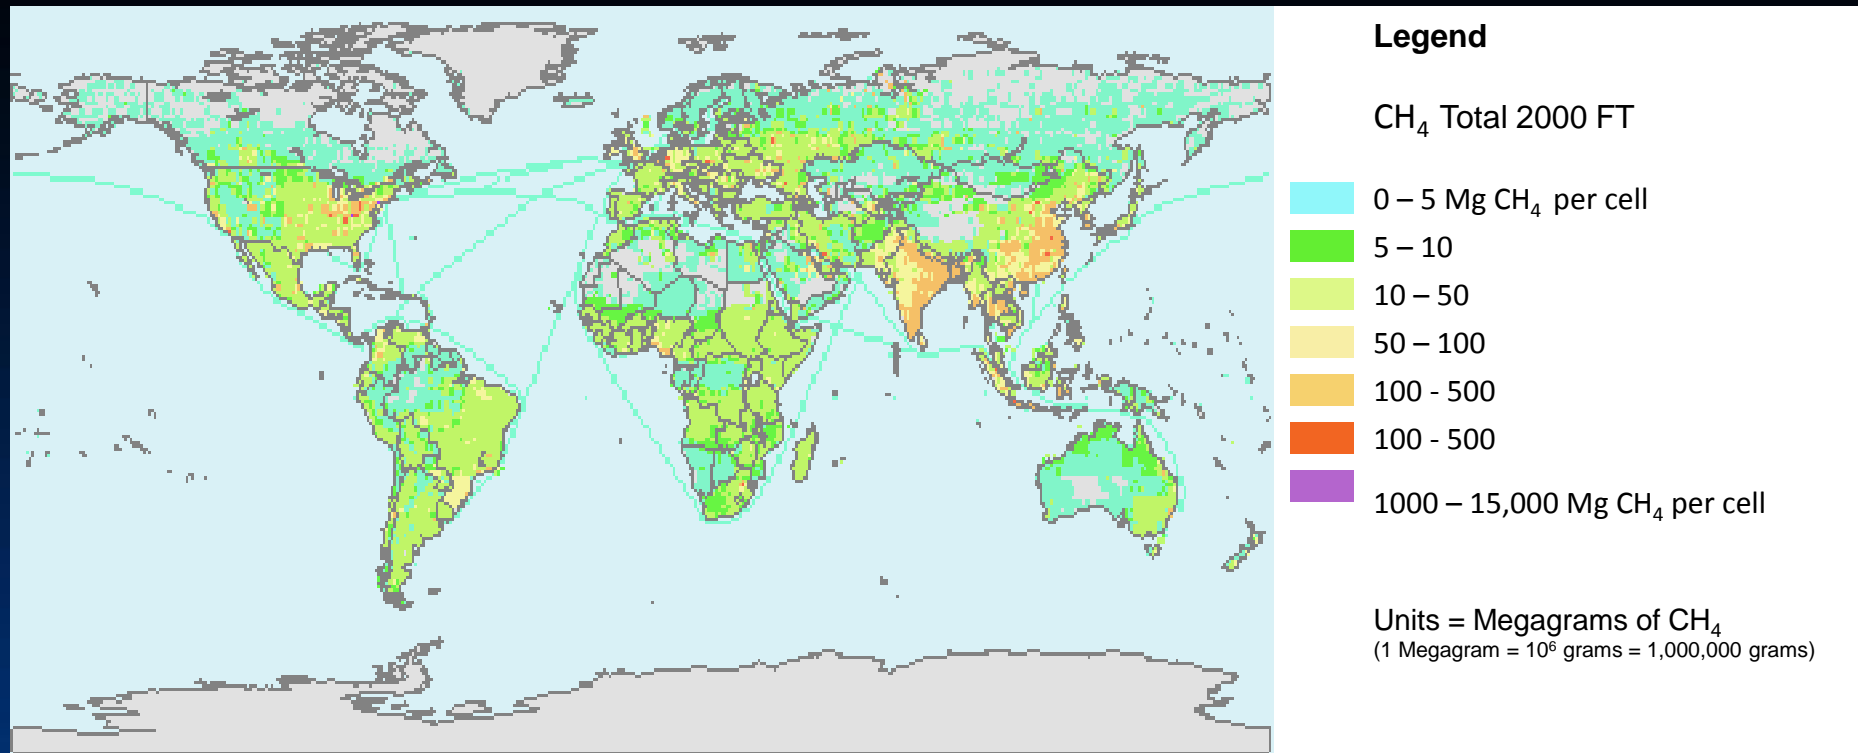 Legend
CH₄ Total 2000 FT
0 – 5 Mg CH₄ per cell
5 – 10
10 – 50
50 – 100
100 - 500
100 - 500
1000 – 15,000 Mg CH₄ per cell
Units = Megagrams of CH₄
(1 Megagram = 10⁶ grams = 1,000,000 grams)